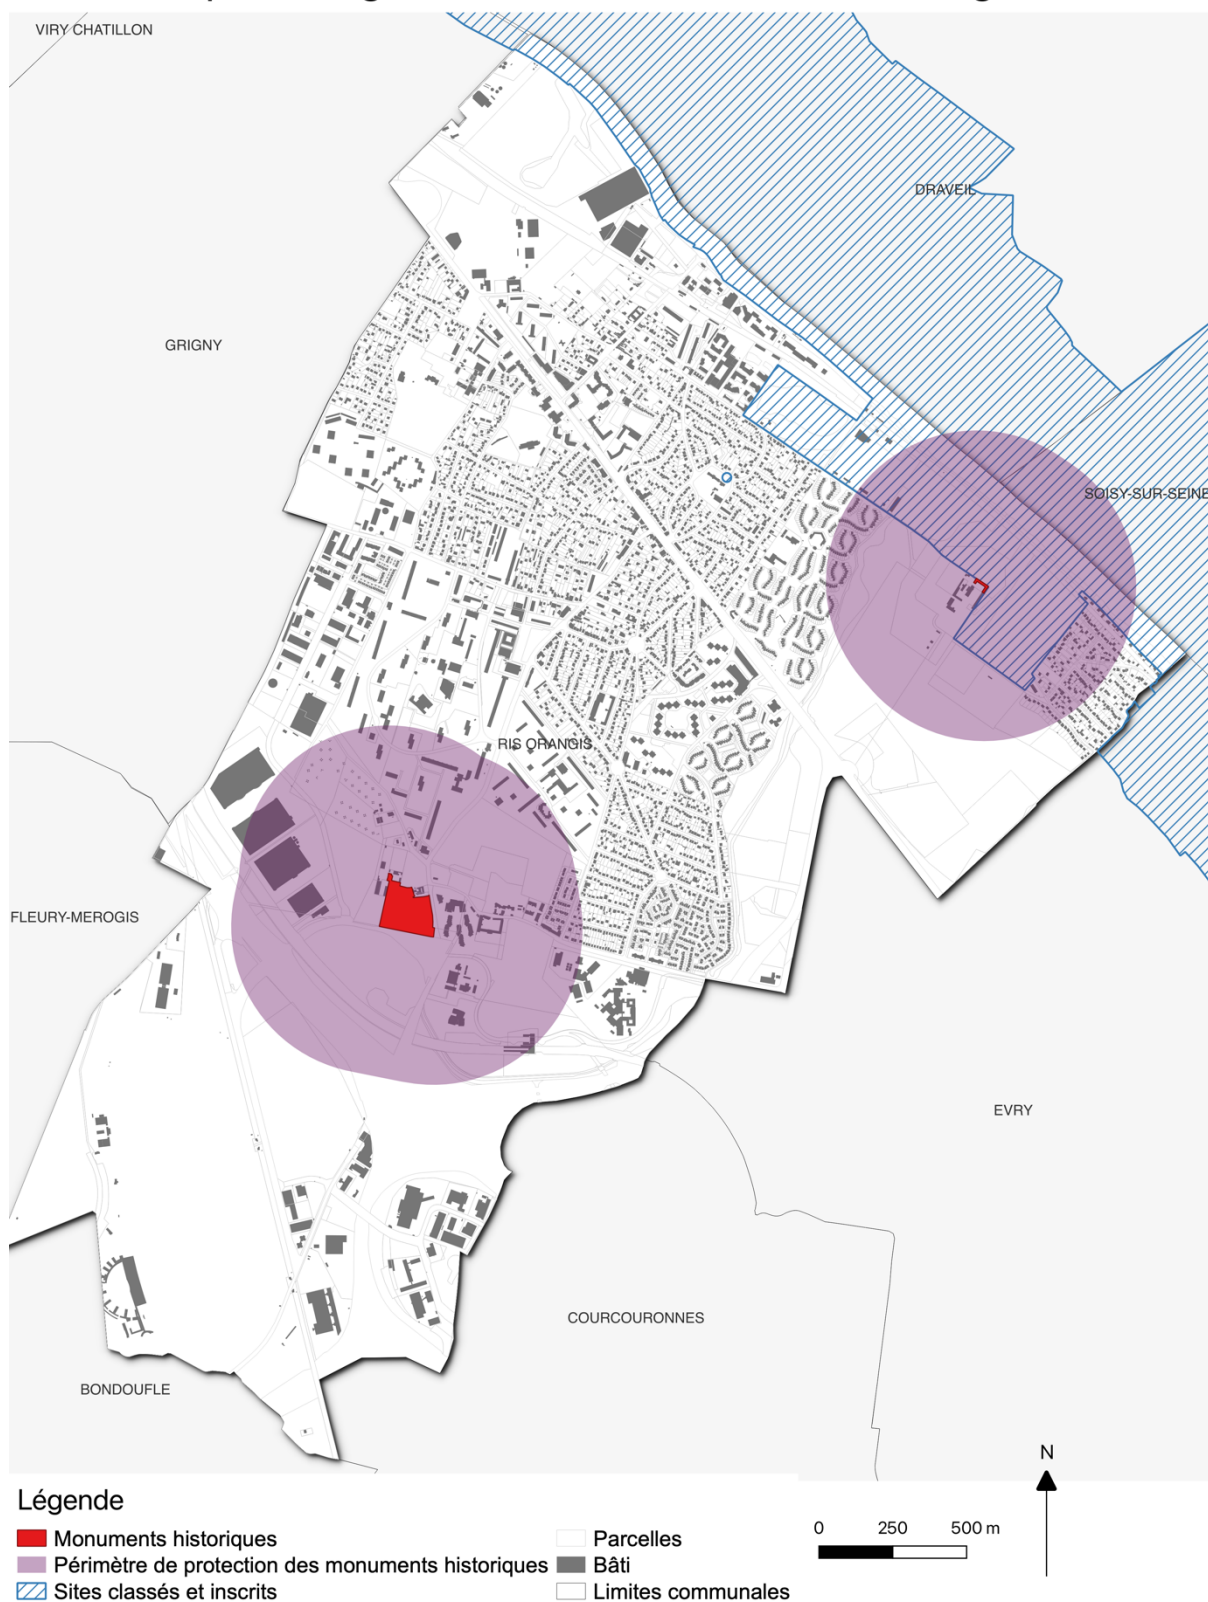 VIRY CHATILLON
DRAVEIL
GRIGNY
SOISY-SUR-SEINE
RIS ORANGIS
FLEURY-MEROGIS
EVRY
COURCOURONNES
BONDOUFLE
N
Légende
Monuments historiques
Périmètre de protection des monuments historiques
Sites classés et inscrits
Parcelles
Bâti
Limites communales
0 250 500 m